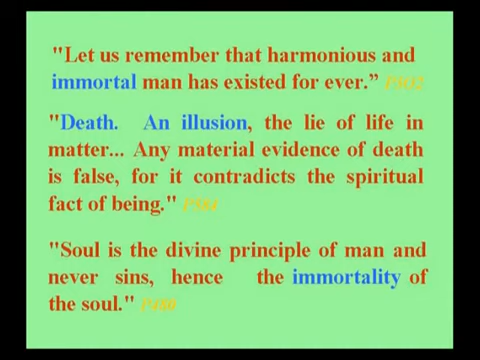 "Let us remember that harmonious and
immortal man has existed for ever.”
"Death. An illusion, the lie of life in
matter... Any material evidence of death
is false, for it contradicts the spiritual
fact of being." P584
"Soul is the divine principle of man and
never sins, hence the immortality of
the soul."